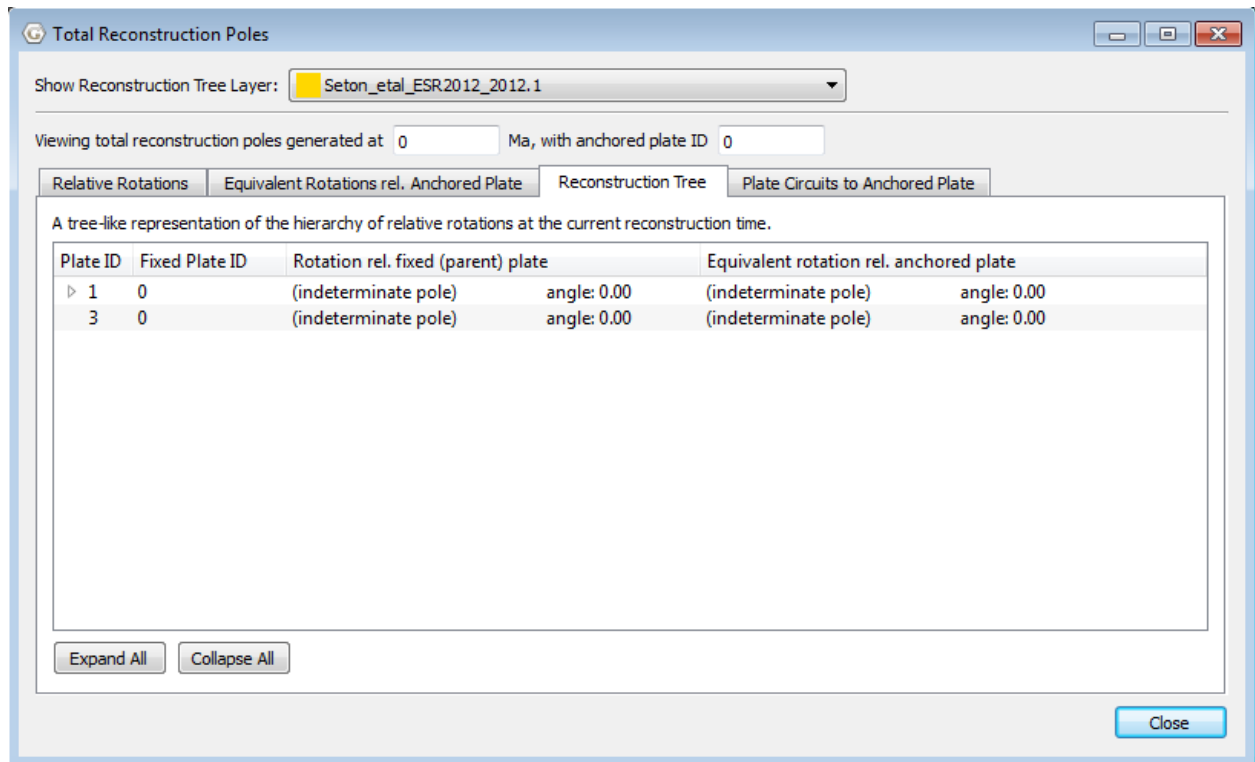 Total Reconstruction Poles
Show Reconstruction Tree Layer: Seton_etal_ESR2012_2012.1
Viewing total reconstruction poles generated at 0 Ma, with anchored plate ID 0
Relative Rotations Equivalent Rotations rel. Anchored Plate Reconstruction Tree Plate Circuits to Anchored Plate
A tree-like representation of the hierarchy of relative rotations at the current reconstruction time.
Plate ID Fixed Plate ID Rotation rel. fixed (parent) plate Equivalent rotation rel. anchored plate
1 0 (indeterminate pole) angle: 0.00 (indeterminate pole) angle: 0.00
3 0 (indeterminate pole) angle: 0.00 (indeterminate pole) angle: 0.00
Expand All Collapse All
Close